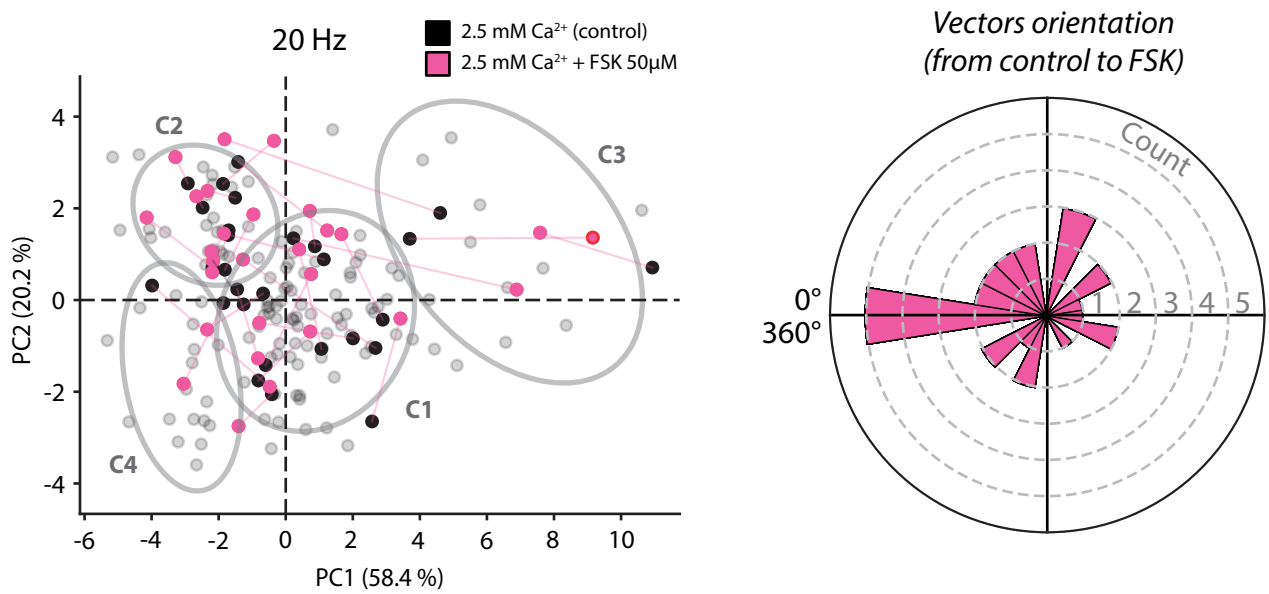 20 Hz
2.5 mM Ca²⁺ (control)
2.5 mM Ca²⁺ + FSK 50µM
PC2 (20.2 %)
4
2
0
-2
-4
C2
C3
C1
C4
-6 -4 -2 0 2 4 6 8 10
PC1 (58.4 %)
Vectors orientation
(from control to FSK)
Count
0°
360°
1 2 3 4 5